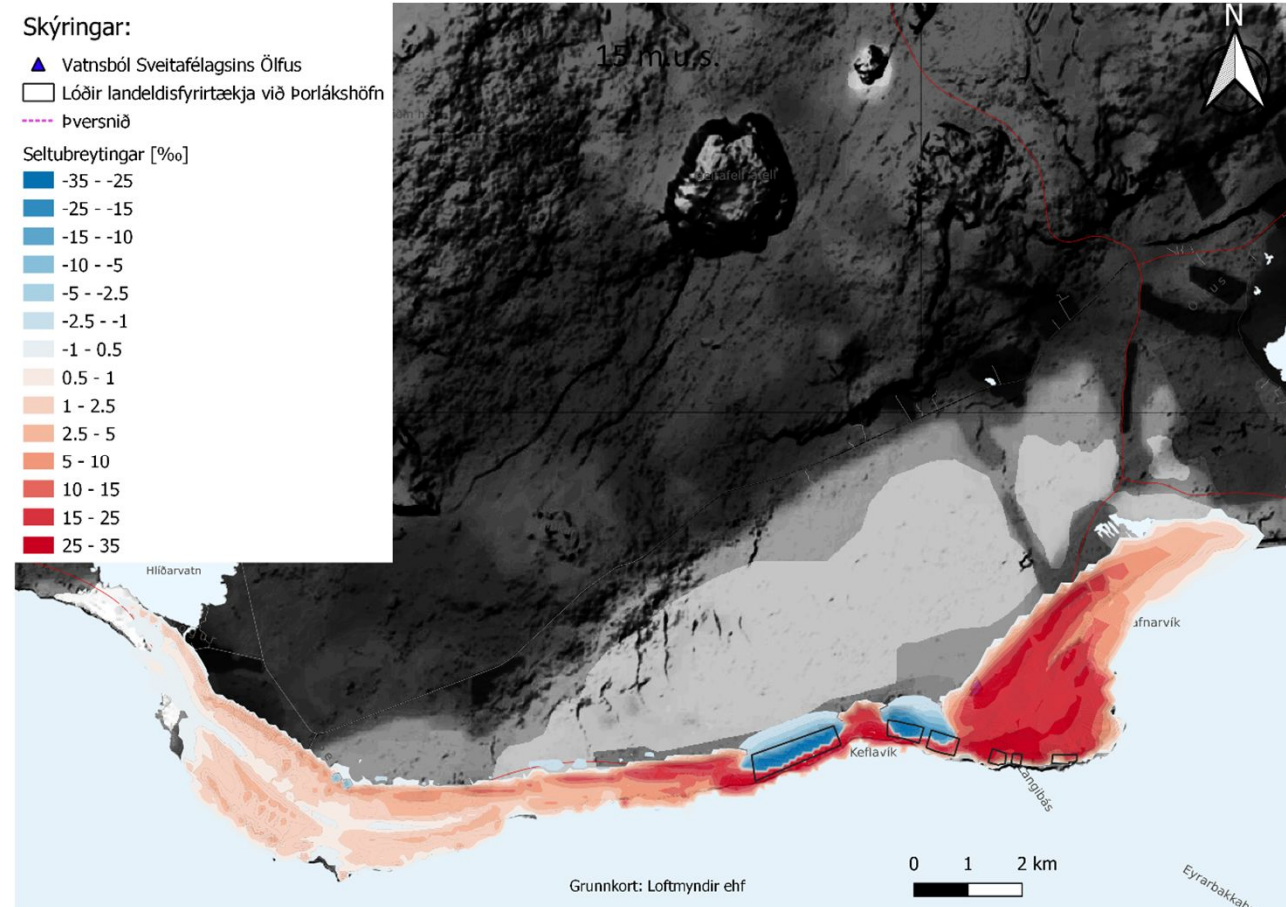 Skýringar:
Vatnsból Sveitafélagsins Ölfus
Lóðir landeldisfyrirtækja við Þorlákshöfn
Þversnið
Seltubreytingar [‰]
-35 - -25
-25 - -15
-15 - -10
-10 - -5
-5 - -2.5
-2.5 - -1
-1 - 0.5
0.5 - 1
1 - 2.5
2.5 - 5
5 - 10
10 - 15
15 - 25
25 - 35
15 m.u.s.
N
Hlíðarvatn
afnarvík
Keflavík
Langibás
0 1 2 km
Grunnkort: Loftmyndir ehf
Eyrarbakkab